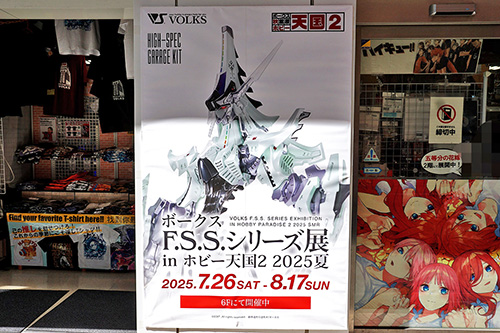 VOLKS
HIGH-SPEC
GARAGE KIT
天国2
ボークス
VOLKS F.S.S. SERIES EXHIBITION
IN HOBBY PARADISE 2 2025 SMR
F.S.S.シリーズ展
in ホビー天国2 2025夏
2025.7.26 SAT - 8.17 SUN
6Fにて開催中
Find your favorite T-shirt here!!
ハイキュー!!
締切中
五等分の花嫁